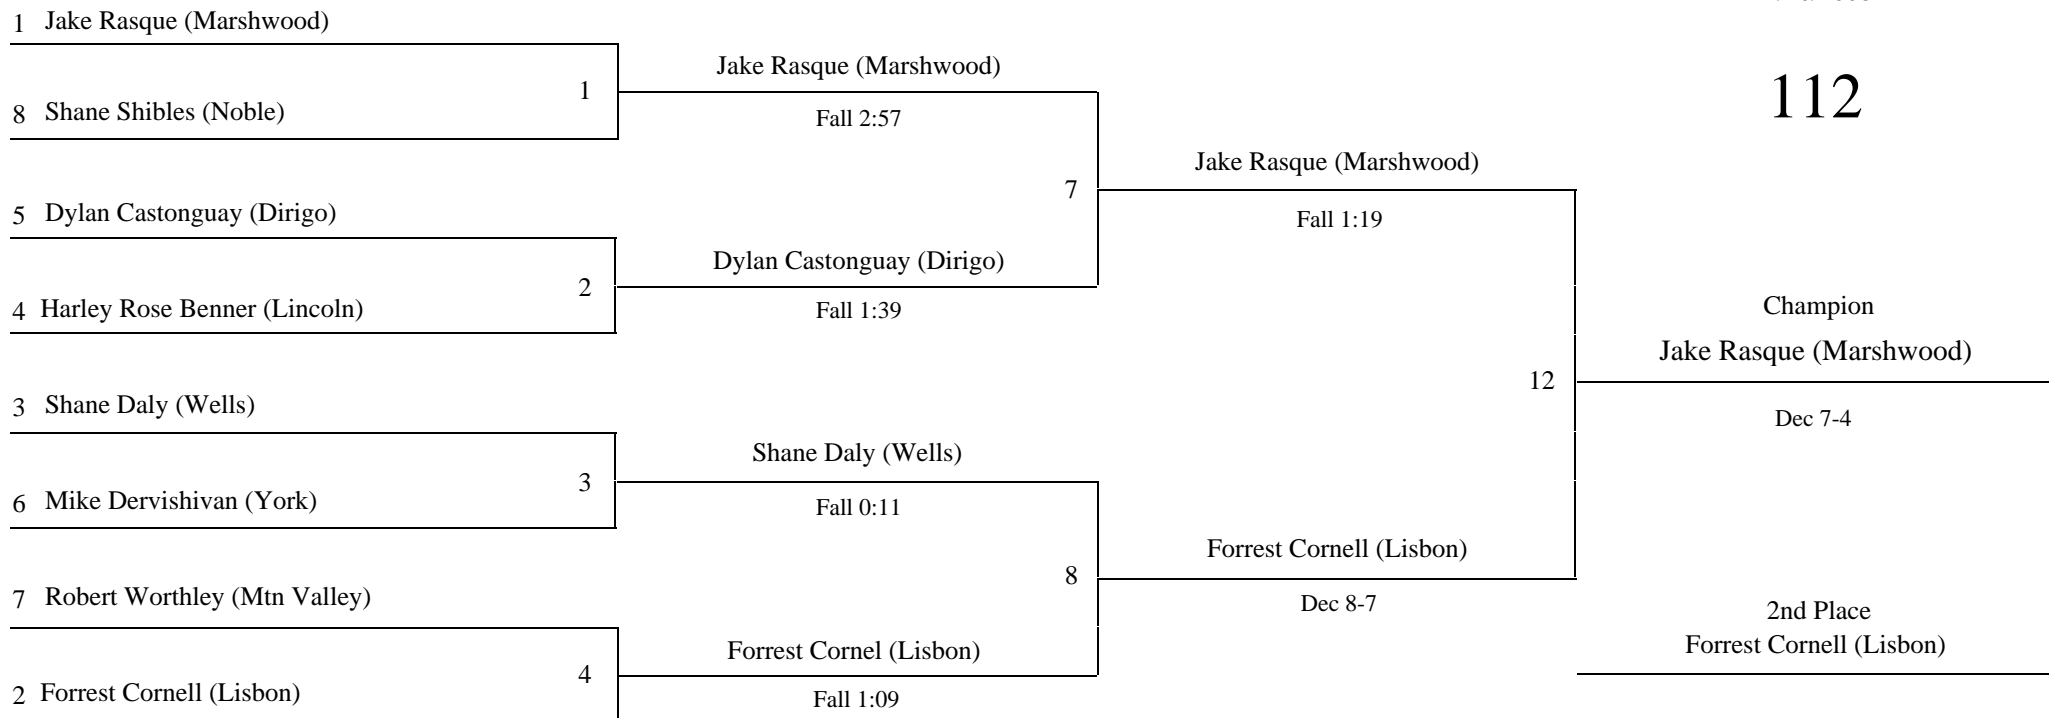 1 Jake Rasque (Marshwood)
Jake Rasque (Marshwood)
112
1
8 Shane Shibles (Noble)
Fall 2:57
Jake Rasque (Marshwood)
7
5 Dylan Castonguay (Dirigo)
Fall 1:19
Dylan Castonguay (Dirigo)
2
4 Harley Rose Benner (Lincoln)
Fall 1:39
Champion
Jake Rasque (Marshwood)
12
3 Shane Daly (Wells)
Dec 7-4
Shane Daly (Wells)
3
6 Mike Dervishivan (York)
Fall 0:11
Forrest Cornell (Lisbon)
8
7 Robert Worthley (Mtn Valley)
Dec 8-7
2nd Place
Forrest Cornell (Lisbon)
Forrest Cornel (Lisbon)
4
2 Forrest Cornell (Lisbon)
Fall 1:09